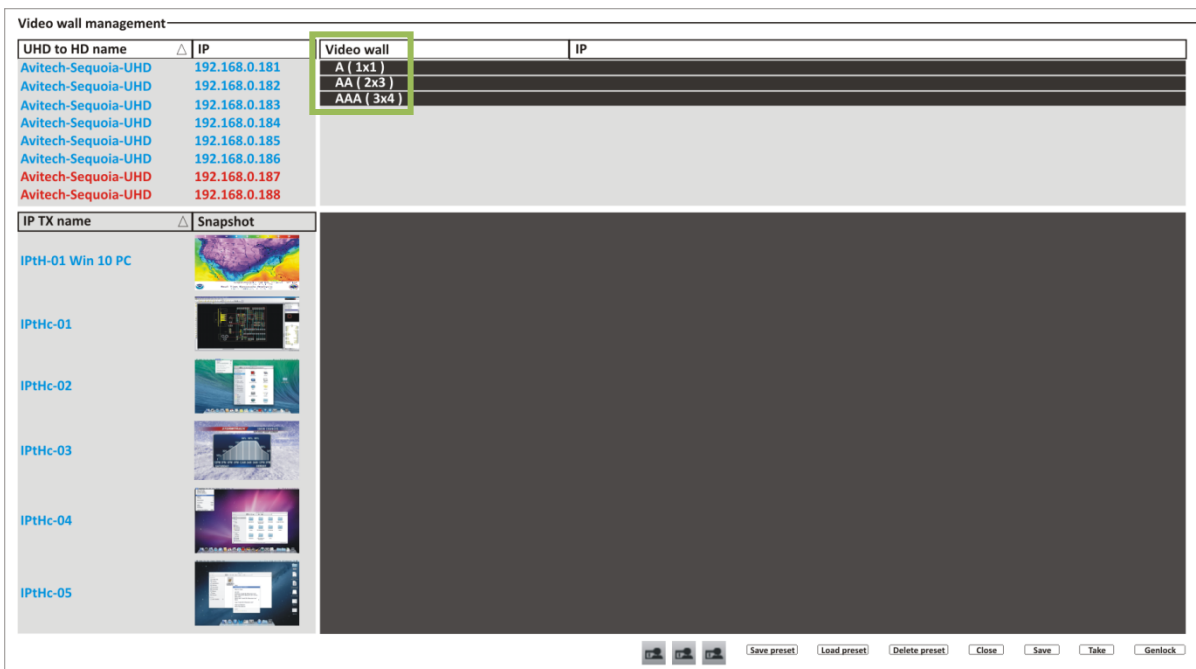 Video wall management
UHD to HD name △ IP
Video wall IP
Avitech-Sequoia-UHD 192.168.0.181
Avitech-Sequoia-UHD 192.168.0.182
Avitech-Sequoia-UHD 192.168.0.183
Avitech-Sequoia-UHD 192.168.0.184
Avitech-Sequoia-UHD 192.168.0.185
Avitech-Sequoia-UHD 192.168.0.186
Avitech-Sequoia-UHD 192.168.0.187
Avitech-Sequoia-UHD 192.168.0.188
A ( 1x1 )
AA ( 2x3 )
AAA ( 3x4 )
IP TX name △ Snapshot
IPtH-01 Win 10 PC
IPtHc-01
IPtHc-02
IPtHc-03
IPtHc-04
IPtHc-05
Save preset Load preset Delete preset Close Save Take Genlock